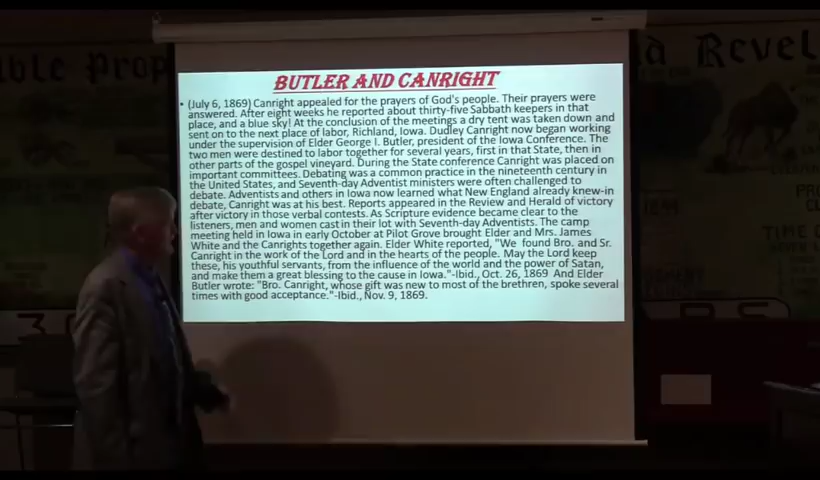 ible Prop
d Revel
BUTLER AND CANRIGHT
• (July 6, 1869) Canright appealed for the prayers of God's people. Their prayers were
answered. After eight weeks he reported about thirty-five Sabbath keepers in that
place, and a blue sky! At the conclusion of the meetings a dry tent was taken down and
sent on to the next place of labor, Richland, Iowa. Dudley Canright now began working
under the supervision of Elder George I. Butler, president of the Iowa Conference. The
two men were destined to labor together for several years, first in that State, then in
other parts of the gospel vineyard. During the State conference Canright was placed on
important committees. Debating was a common practice in the nineteenth century in
the United States, and Seventh-day Adventist ministers were often challenged to
debate. Adventists and others in Iowa now learned what New England already knew-in
debate, Canright was at his best. Reports appeared in the Review and Herald of victory
after victory in those verbal contests. As Scripture evidence became clear to the
listeners, men and women cast in their lot with Seventh-day Adventists. The camp
meeting held in Iowa in early October at Pilot Grove brought Elder and Mrs. James
White and the Canrights together again. Elder White reported, "We found Bro. and Sr.
Canright in the work of the Lord and in the hearts of the people. May the Lord keep
these, his youthful servants, from the influence of the world and the power of Satan,
and make them a great blessing to the cause in Iowa."-Ibid., Oct. 26, 1869 And Elder
Butler wrote: "Bro. Canright, whose gift was new to most of the brethren, spoke several
times with good acceptance."-Ibid., Nov. 9, 1869.
1844
TIME O